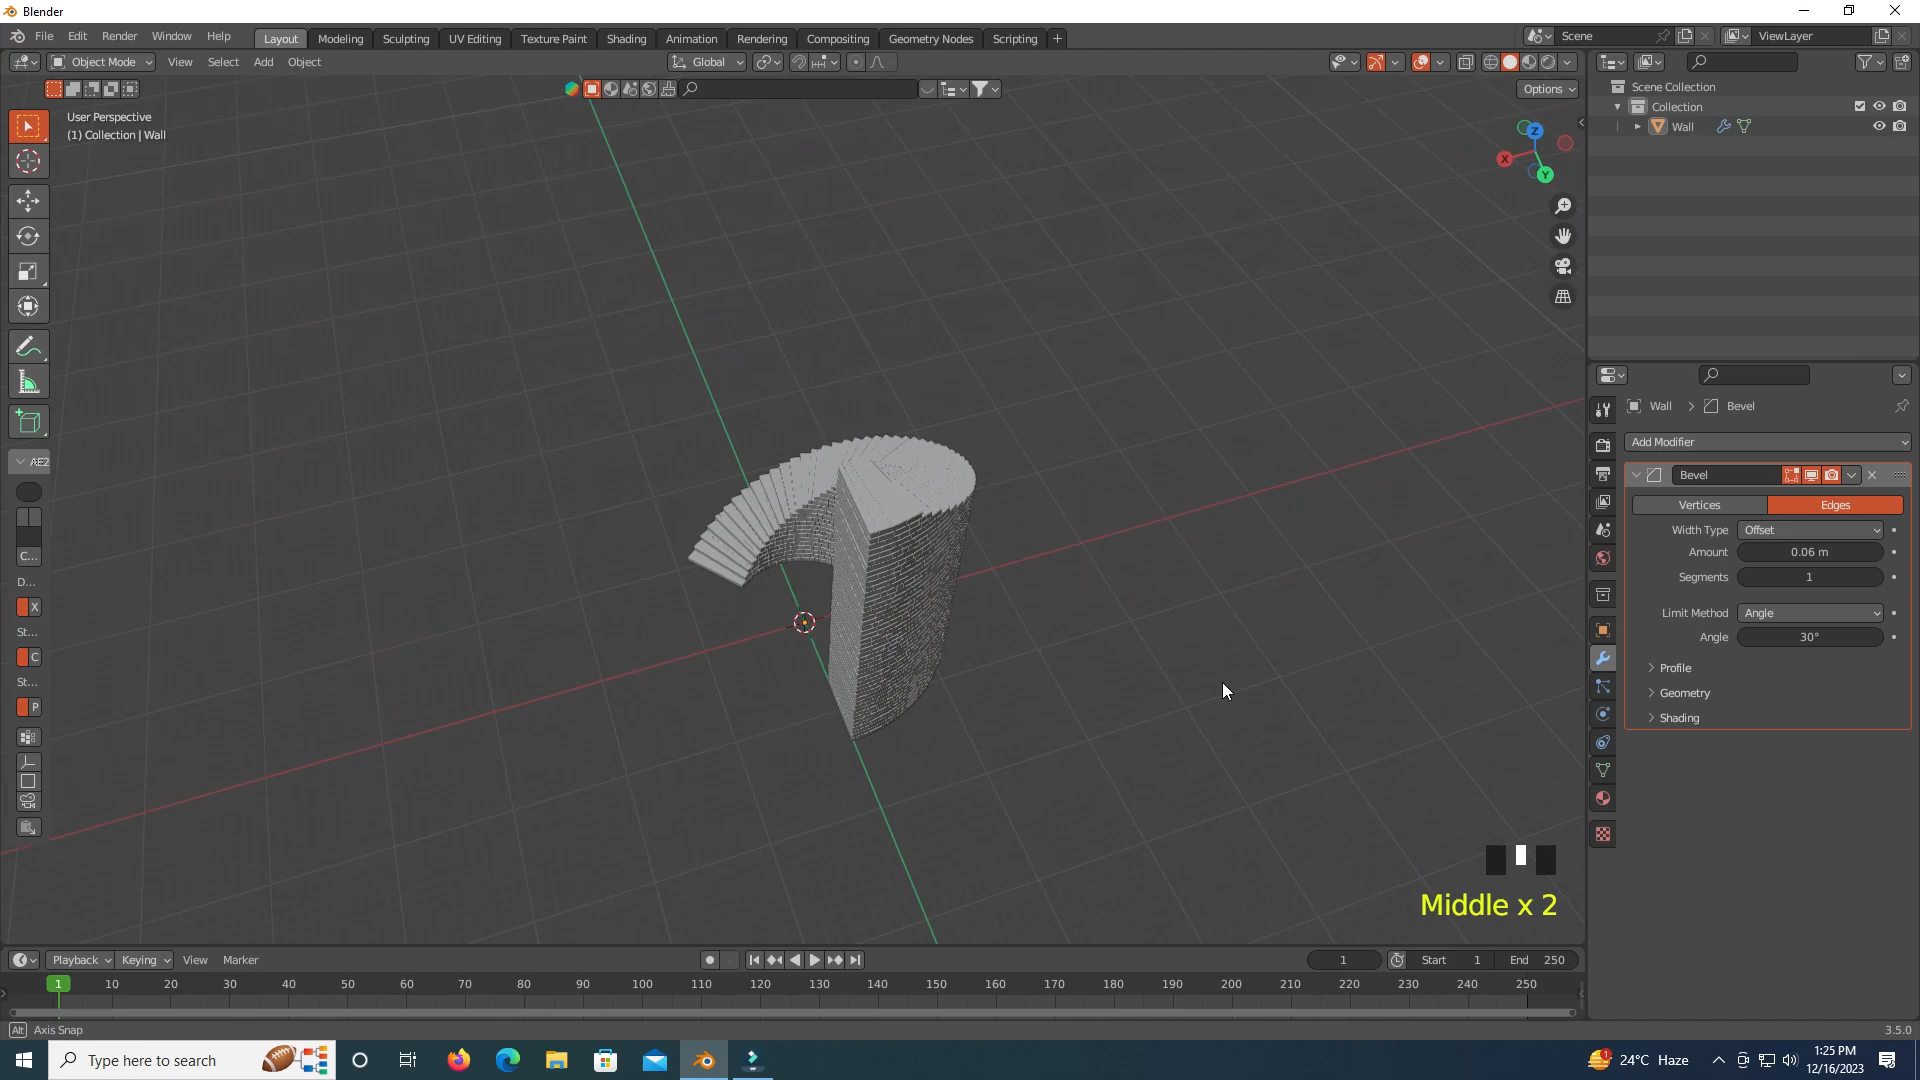 Blender
File Edit Render Window Help
Layout Modeling Sculpting UV Editing Texture Paint Shading Animation Rendering Compositing Geometry Nodes Scripting +
Scene
ViewLayer
Object Mode View Select Add Object
Global
Options
User Perspective
(1) Collection | Wall
Z
X
Y
Scene Collection
Collection
Wall
Wall > Bevel
Add Modifier
Bevel
Vertices Edges
Width Type Offset
Amount 0.06 m
Segments 1
Limit Method Angle
Angle 30°
Profile
Geometry
Shading
AE2
C...
D...
X
St...
C
St...
P
Middle x 2
Playback Keying View Marker
1 Start 1 End 250
1 10 20 30 40 50 60 70 80 90 100 110 120 130 140 150 160 170 180 190 200 210 220 230 240 250
Alt Axis Snap
3.5.0
Type here to search
1
24°C Haze
1:25 PM
12/16/2023